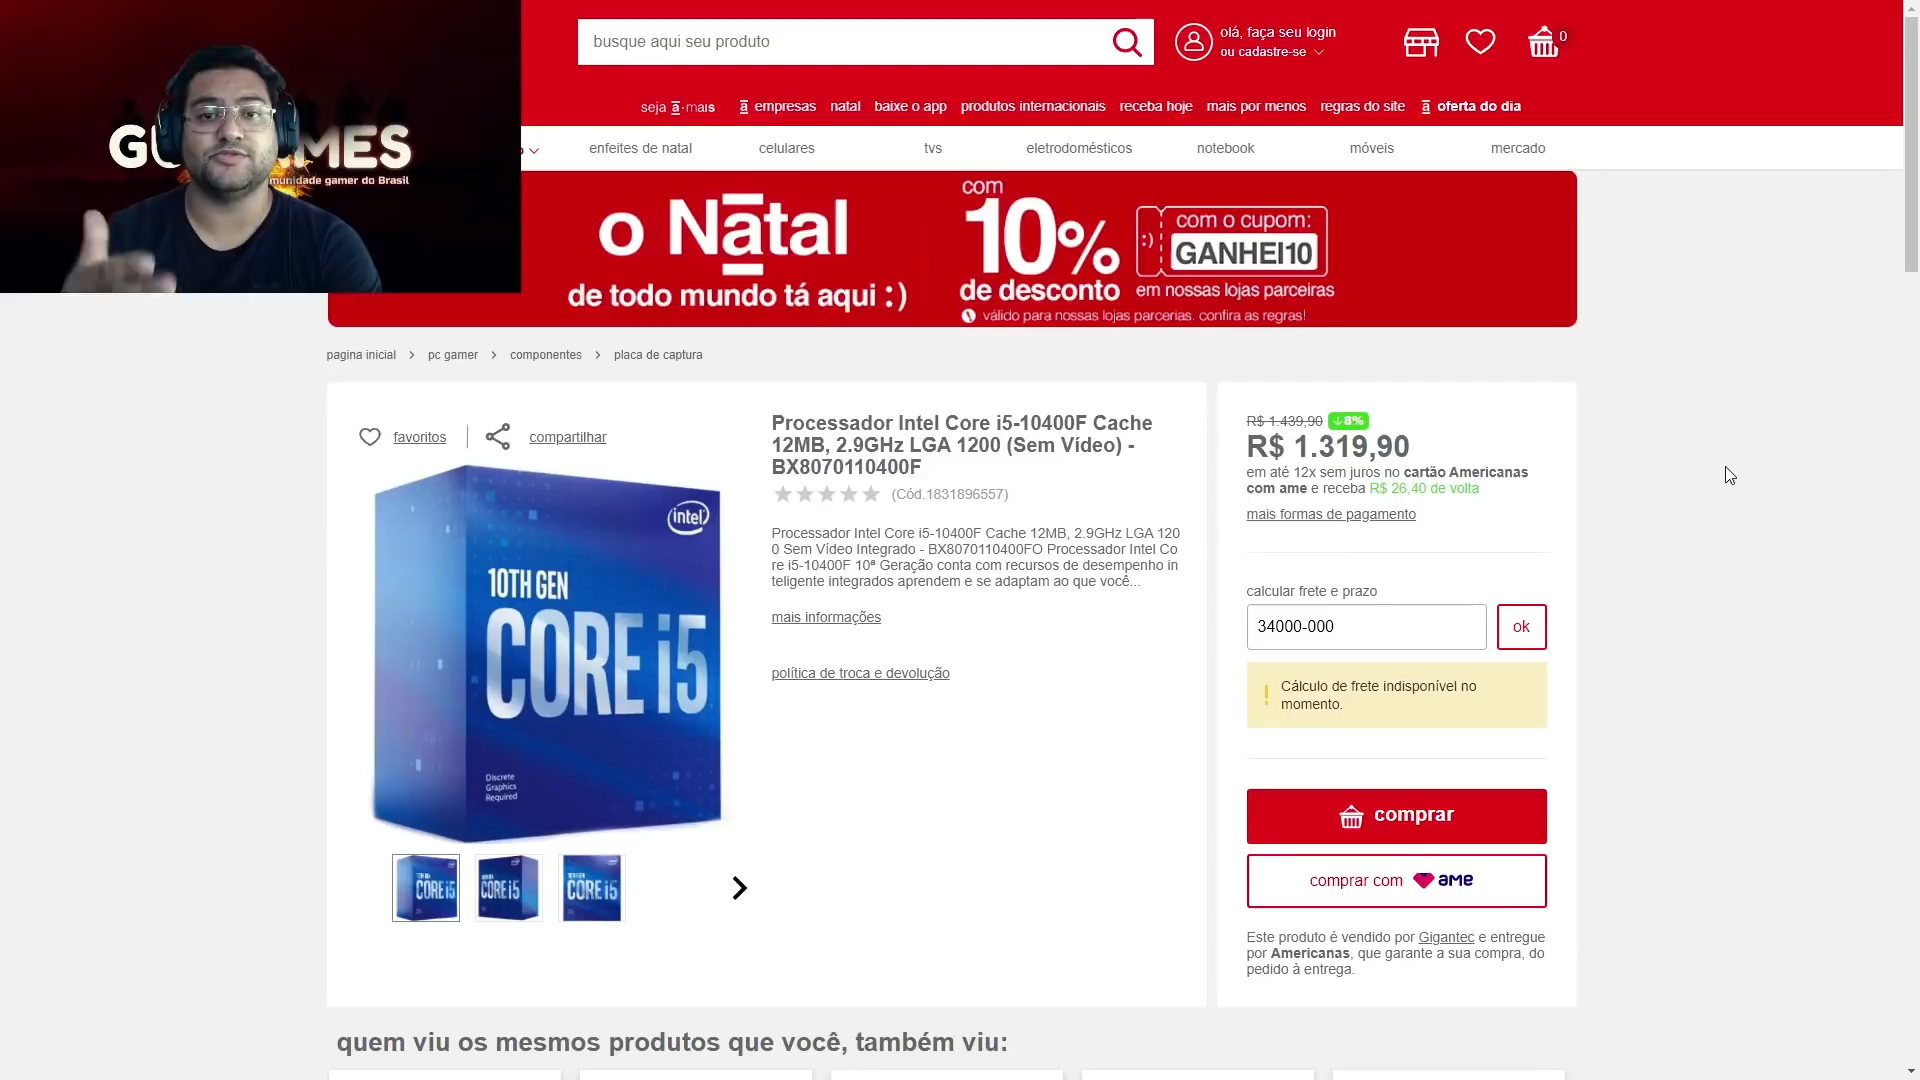 busque aqui seu produto
olá, faça seu login
ou cadastre-se
0
seja a·mais
a empresas
natal
baixe o app
produtos internacionais
receba hoje
mais por menos
regras do site
a oferta do dia
GU
MES
munidade gamer do Brasil
enfeites de natal
celulares
tvs
eletrodomésticos
notebook
móveis
mercado
o Natal
de todo mundo tá aqui :)
com
10%
de desconto
com o cupom:
:)
GANHEI10
em nossas lojas parceiras
válido para nossas lojas parcerias. confira as regras!
pagina inicial > pc gamer > componentes > placa de captura
favoritos
compartilhar
intel
10TH GEN
CORE i5
Discrete
Graphics
Required
CORE i5
CORE i5
CORE i5
Processador Intel Core i5-10400F Cache
12MB, 2.9GHz LGA 1200 (Sem Vídeo) -
BX8070110400F
(Cód.1831896557)
Processador Intel Core i5-10400F Cache 12MB, 2.9GHz LGA 120
0 Sem Vídeo Integrado - BX8070110400FO Processador Intel Co
re i5-10400F 10ª Geração conta com recursos de desempenho in
teligente integrados aprendem e se adaptam ao que você...
mais informações
política de troca e devolução
R$ 1.439,90 8%
R$ 1.319,90
em até 12x sem juros no cartão Americanas
com ame e receba R$ 26,40 de volta
mais formas de pagamento
calcular frete e prazo
34000-000
ok
Cálculo de frete indisponível no
momento.
comprar
comprar com ame
Este produto é vendido por Gigantec e entregue
por Americanas, que garante a sua compra, do
pedido à entrega.
quem viu os mesmos produtos que você, também viu: